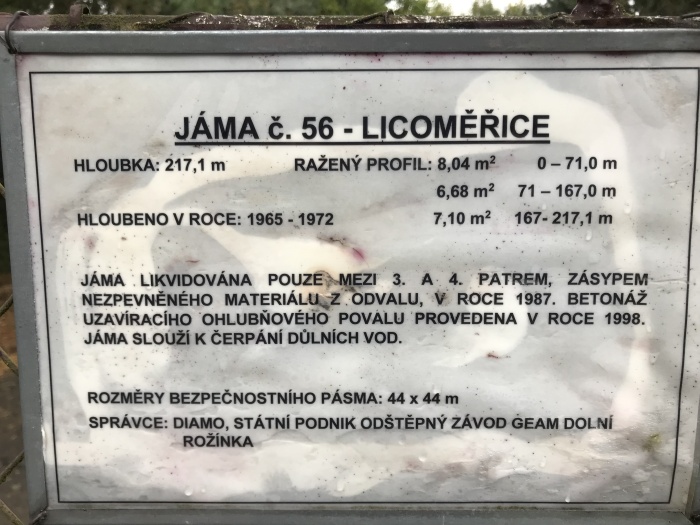 JÁMA č. 56 - LICOMĚŘICE
HLOUBKA: 217,1 m RAŽENÝ PROFIL: 8,04 m² 0 – 71,0 m
6,68 m² 71 – 167,0 m
HLOUBENO V ROCE: 1965 - 1972 7,10 m² 167- 217,1 m
JÁMA LIKVIDOVÁNA POUZE MEZI 3. A 4. PATREM, ZÁSYPEM
NEZPEVNĚNÉHO MATERIÁLU Z ODVALU, V ROCE 1987. BETONÁŽ
UZAVÍRACÍHO OHLUBŇOVÉHO POVALU PROVEDENA V ROCE 1998.
JÁMA SLOUŽÍ K ČERPÁNÍ DŮLNÍCH VOD.
ROZMĚRY BEZPEČNOSTNÍHO PÁSMA: 44 x 44 m
SPRÁVCE: DIAMO, STÁTNÍ PODNIK ODŠTĚPNÝ ZÁVOD GEAM DOLNÍ
ROŽÍNKA